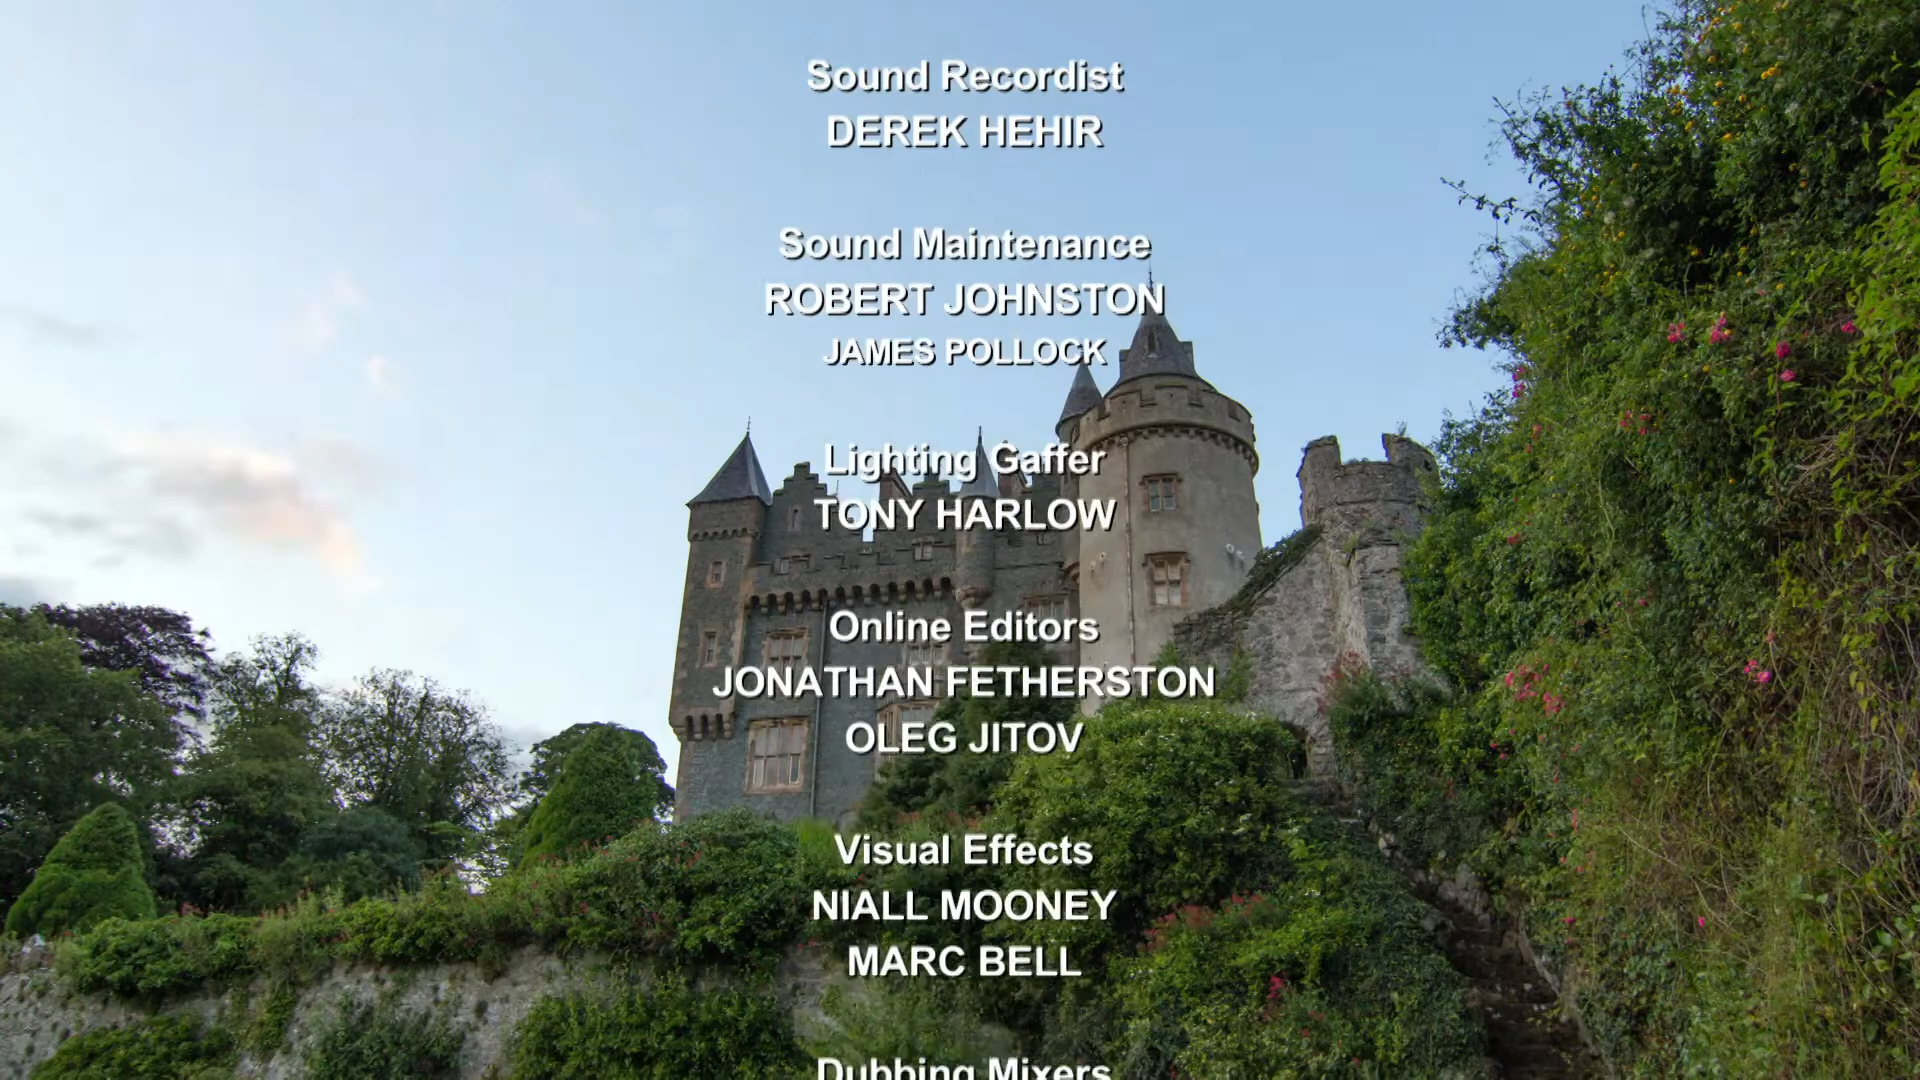 Sound Recordist
DEREK HEHIR
Sound Maintenance
ROBERT JOHNSTON
JAMES POLLOCK
Lighting Gaffer
TONY HARLOW
Online Editors
JONATHAN FETHERSTON
OLEG JITOV
Visual Effects
NIALL MOONEY
MARC BELL
Dubbing Mixers